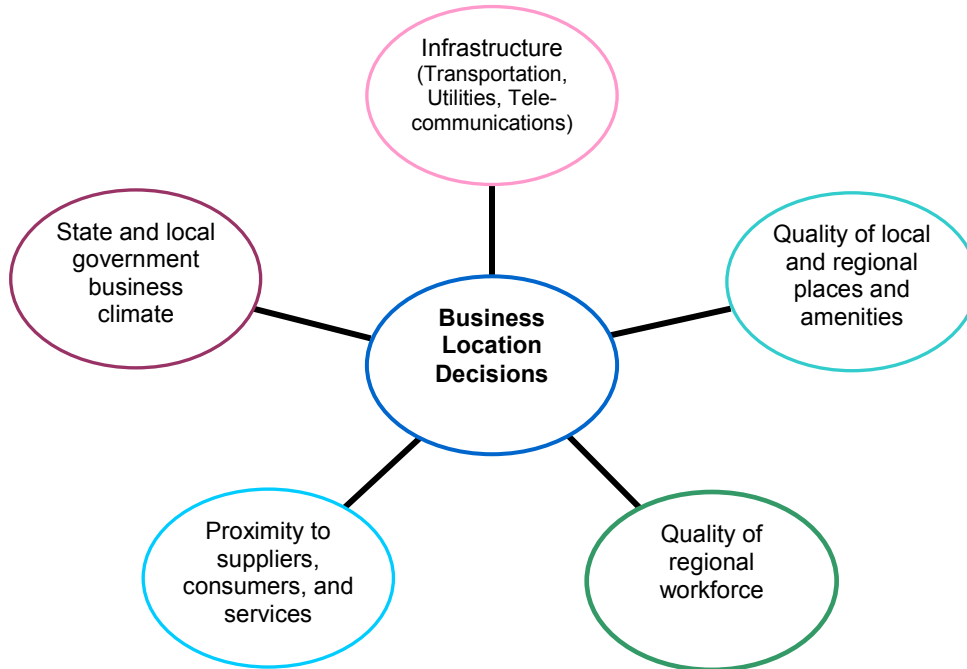 Infrastructure
(Transportation,
Utilities, Tele-
communications)
State and local
government
business
climate
Quality of local
and regional
places and
amenities
Business
Location
Decisions
Proximity to
suppliers,
consumers, and
services
Quality of
regional
workforce